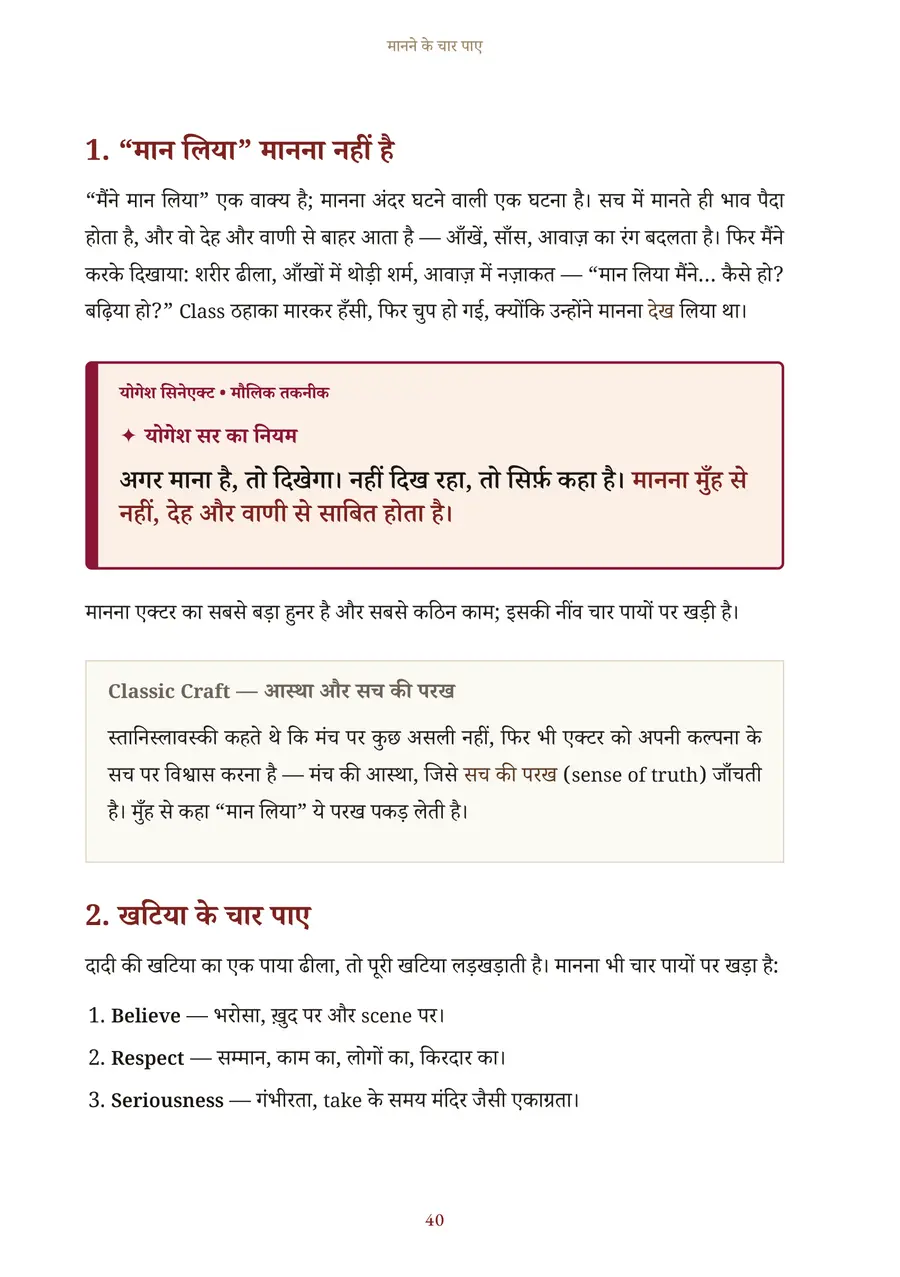 मानने के चार पाए
1. “मान लिया” मानना नहीं है
“मैंने मान लिया” एक वाक्य है; मानना अंदर घटने वाली एक घटना है। सच में मानते ही भाव पैदा
होता है, और वो देह और वाणी से बाहर आता है — आँखें, साँस, आवाज़ का रंग बदलता है। फिर मैंने
करके दिखाया: शरीर ढीला, आँखों में थोड़ी शर्म, आवाज़ में नज़ाकत — “मान लिया मैंने… कैसे हो?
बढ़िया हो?” Class ठहाका मारकर हँसी, फिर चुप हो गई, क्योंकि उन्होंने मानना देख लिया था।
योगेश सिनेएक्ट • मौलिक तकनीक
✦ योगेश सर का नियम
अगर माना है, तो दिखेगा। नहीं दिख रहा, तो सिर्फ़ कहा है। मानना मुँह से
नहीं, देह और वाणी से साबित होता है।
मानना एक्टर का सबसे बड़ा हुनर है और सबसे कठिन काम; इसकी नींव चार पायों पर खड़ी है।
Classic Craft — आस्था और सच की परख
स्तानिस्लावस्की कहते थे कि मंच पर कुछ असली नहीं, फिर भी एक्टर को अपनी कल्पना के
सच पर विश्वास करना है — मंच की आस्था, जिसे सच की परख (sense of truth) जाँचती
है। मुँह से कहा “मान लिया” ये परख पकड़ लेती है।
2. खटिया के चार पाए
दादी की खटिया का एक पाया ढीला, तो पूरी खटिया लड़खड़ाती है। मानना भी चार पायों पर खड़ा है:
1. Believe — भरोसा, ख़ुद पर और scene पर।
2. Respect — सम्मान, काम का, लोगों का, किरदार का।
3. Seriousness — गंभीरता, take के समय मंदिर जैसी एकाग्रता।
40